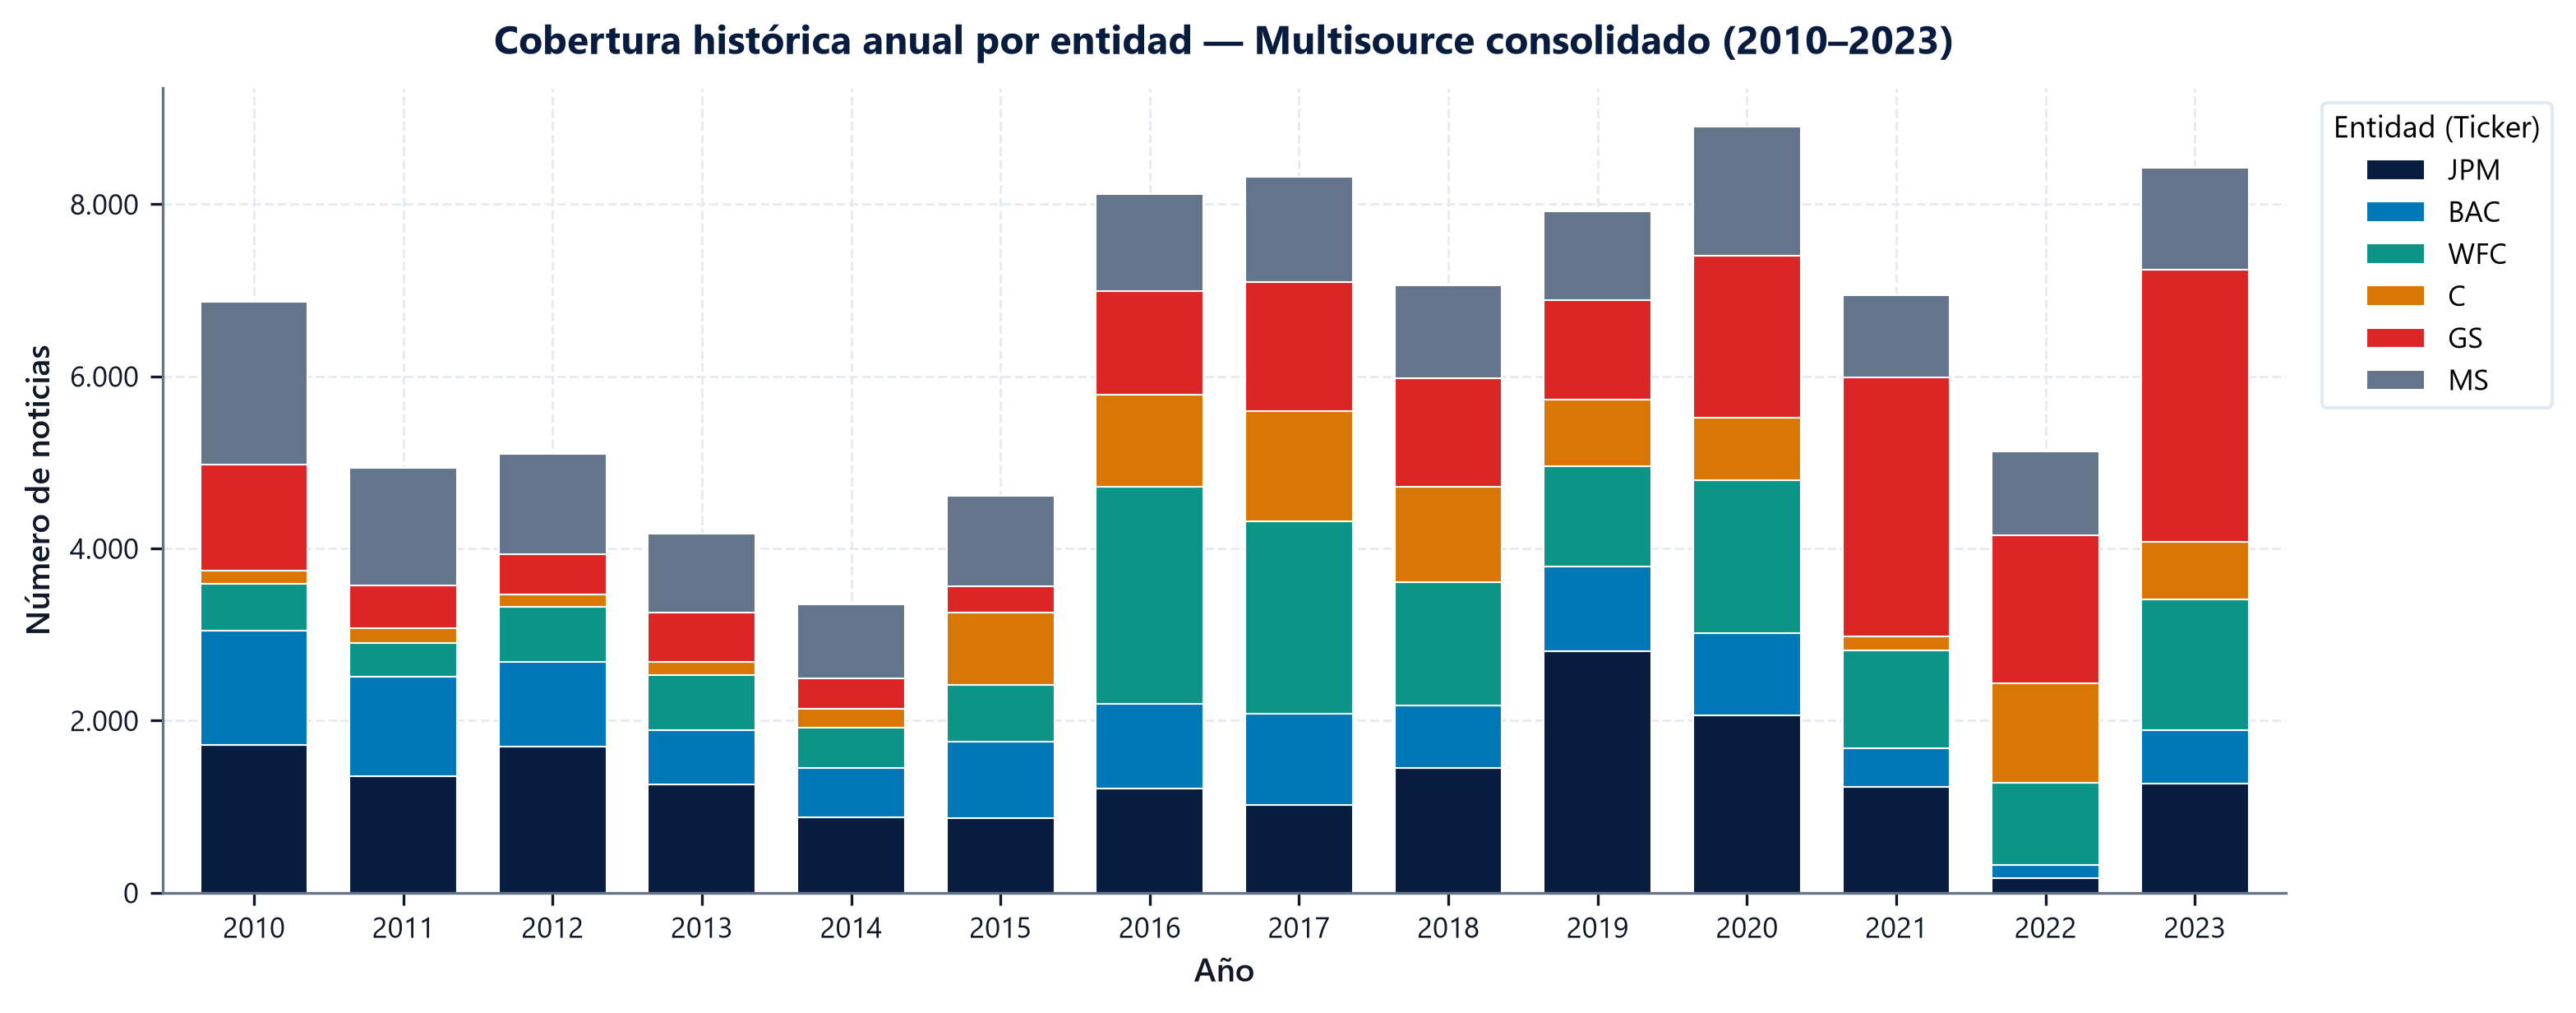 Cobertura histórica anual por entidad — Multisource consolidado (2010–2023)
Número de noticias
8.000
6.000
4.000
2.000
0
2010 2011 2012 2013 2014 2015 2016 2017 2018 2019 2020 2021 2022 2023
Año
Entidad (Ticker)
JPM
BAC
WFC
C
GS
MS